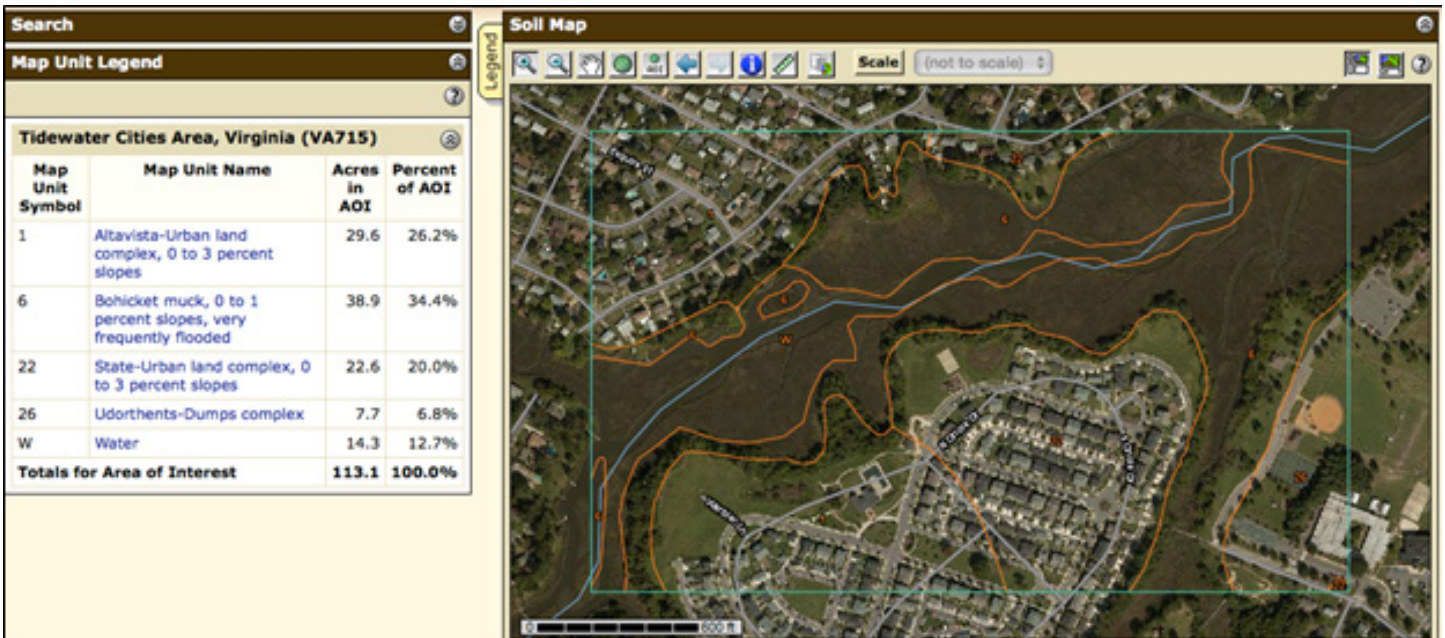 Search
Map Unit Legend
Tidewater Cities Area, Virginia (VA715)
Map Unit Symbol
Map Unit Name
Acres in AOI
Percent of AOI
1
Altavista-Urban land
complex, 0 to 3 percent
slopes
29.6
26.2%
6
Bohicket muck, 0 to 1
percent slopes, very
frequently flooded
38.9
34.4%
22
State-Urban land complex, 0
to 3 percent slopes
22.6
20.0%
26
Udorthents-Dumps complex
7.7
6.8%
W
Water
14.3
12.7%
Totals for Area of Interest
113.1
100.0%
Legend
Soil Map
AOI
Scale
(not to scale)
W
6
0